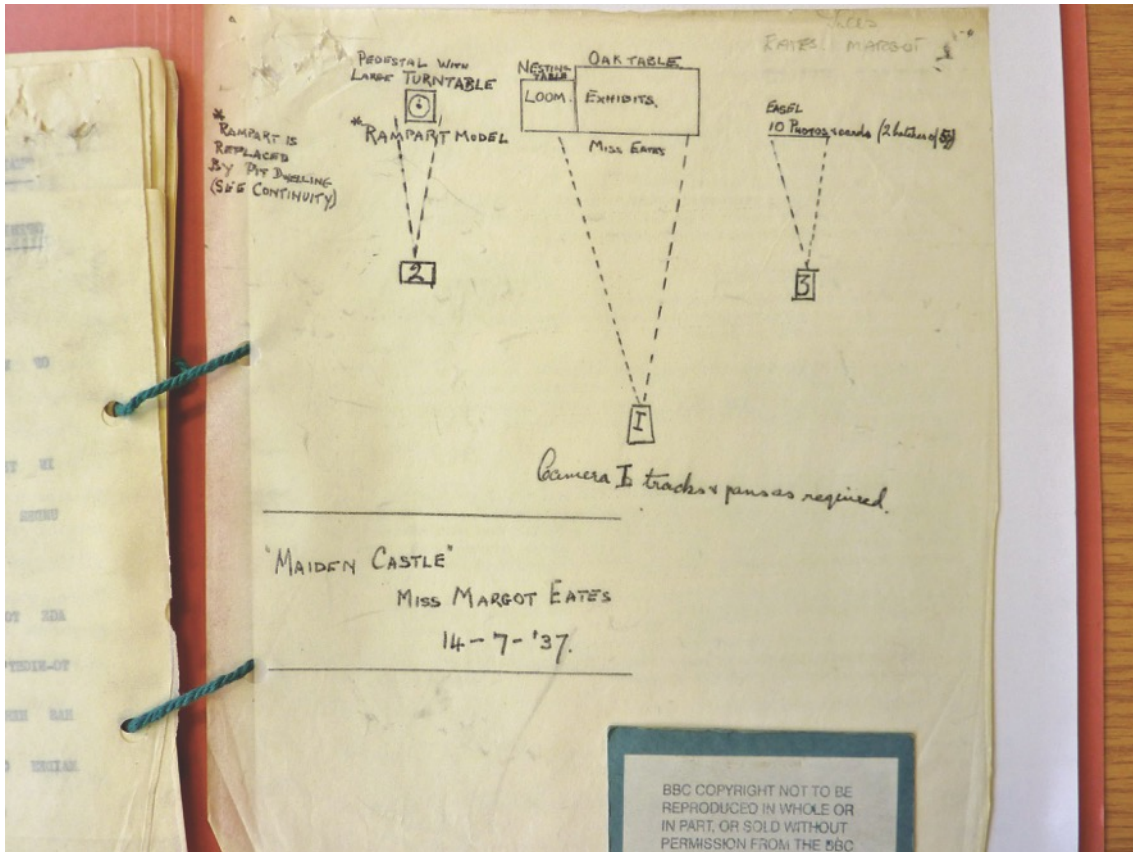 EATES MARGOT
PEDESTAL WITH
LARGE TURNTABLE
* RAMPART MODEL
*
RAMPART IS
REPLACED
BY PIT DWELLING
(SEE CONTINUITY)
2
NESTING
TABLE
LOOM.
OAK TABLE
EXHIBITS.
MISS EATES
EASEL
10 PHOTOS & cards (2 batches of 5)
3
I
Camera I tracks & pans as required.
"MAIDEN CASTLE"
MISS MARGOT EATES
14-7-'37.
BBC COPYRIGHT NOT TO BE
REPRODUCED IN WHOLE OR
IN PART, OR SOLD WITHOUT
PERMISSION FROM THE BBC